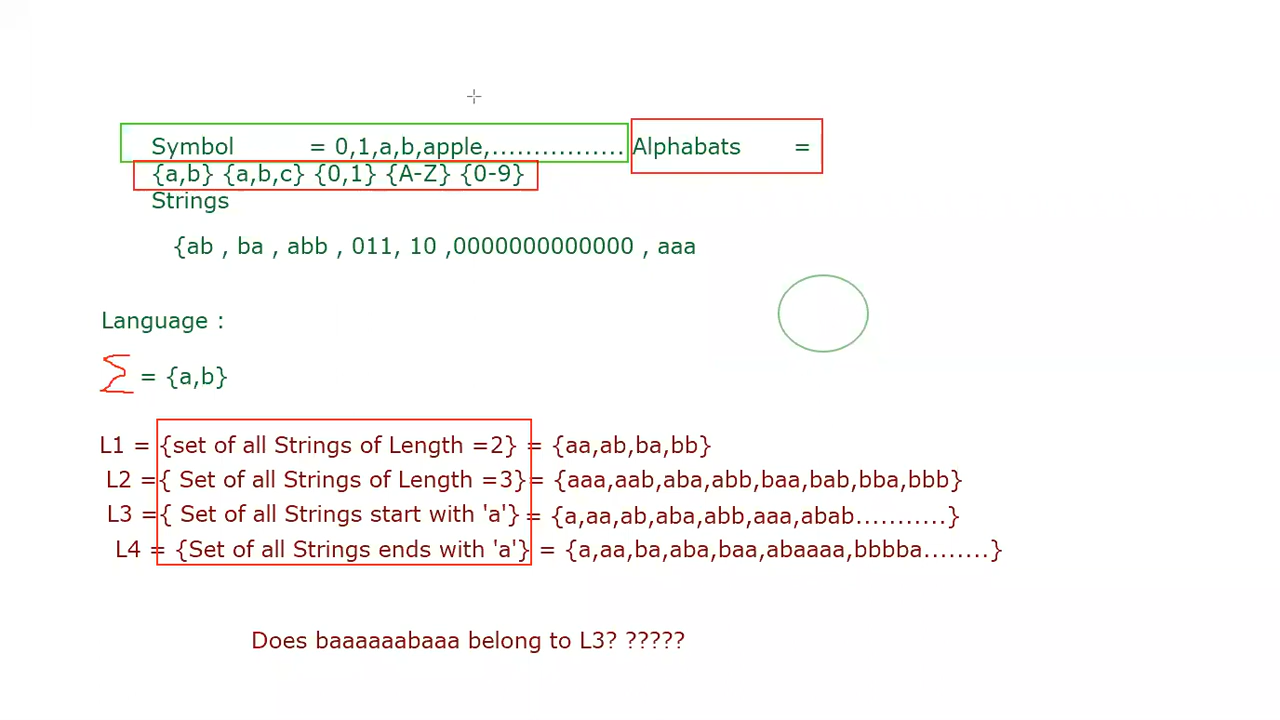 Symbol = 0,1,a,b,apple,................ Alphabats =
{a,b} {a,b,c} {0,1} {A-Z} {0-9}
Strings
{ab , ba , abb , 011, 10 ,0000000000000 , aaa
Language :
Σ = {a,b}
L1 = {set of all Strings of Length =2} = {aa,ab,ba,bb}
L2 ={ Set of all Strings of Length =3}= {aaa,aab,aba,abb,baa,bab,bba,bbb}
L3 ={ Set of all Strings start with 'a'} = {a,aa,ab,aba,abb,aaa,abab...........}
L4 = {Set of all Strings ends with 'a'} = {a,aa,ba,aba,baa,abaaaa,bbbba........}
Does baaaaaabaaa belong to L3? ?????